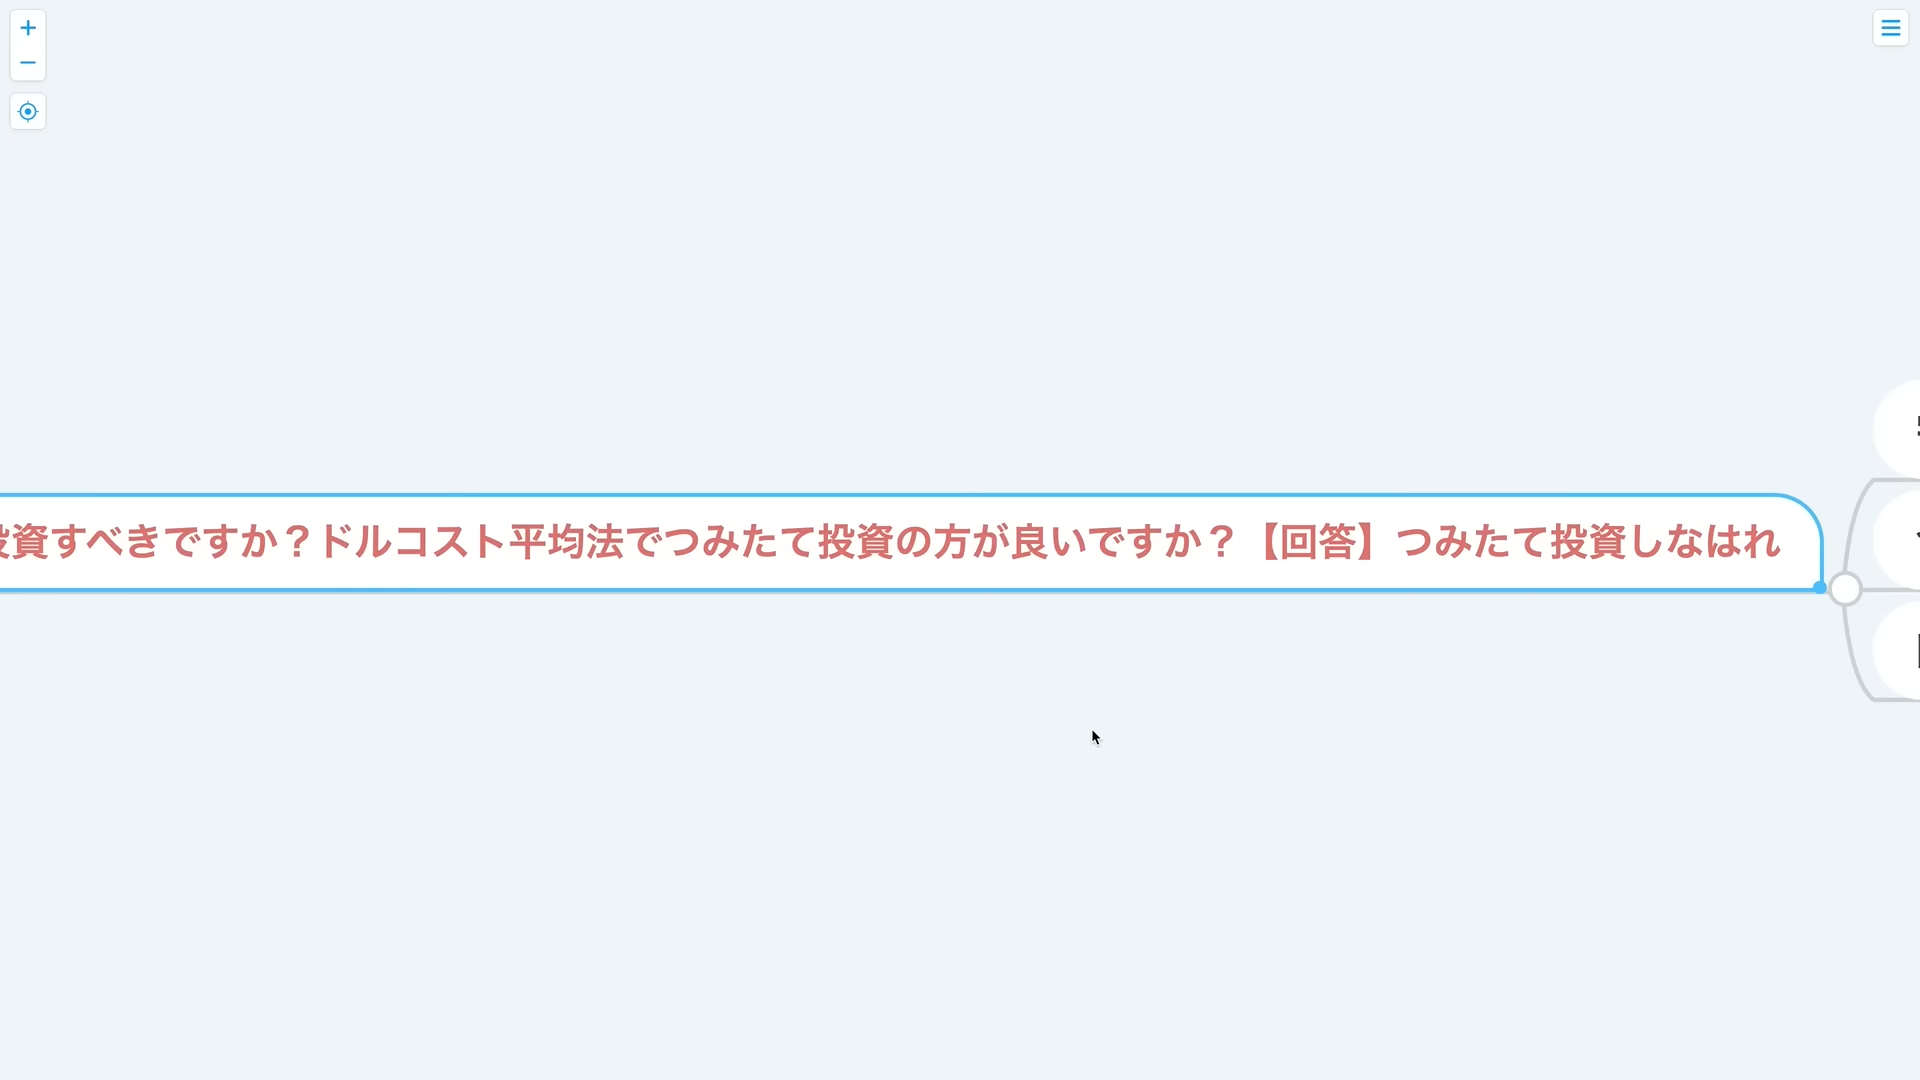 投資すべきですか？ドルコスト平均法でつみたて投資の方が良いですか？【回答】つみたて投資しなはれ